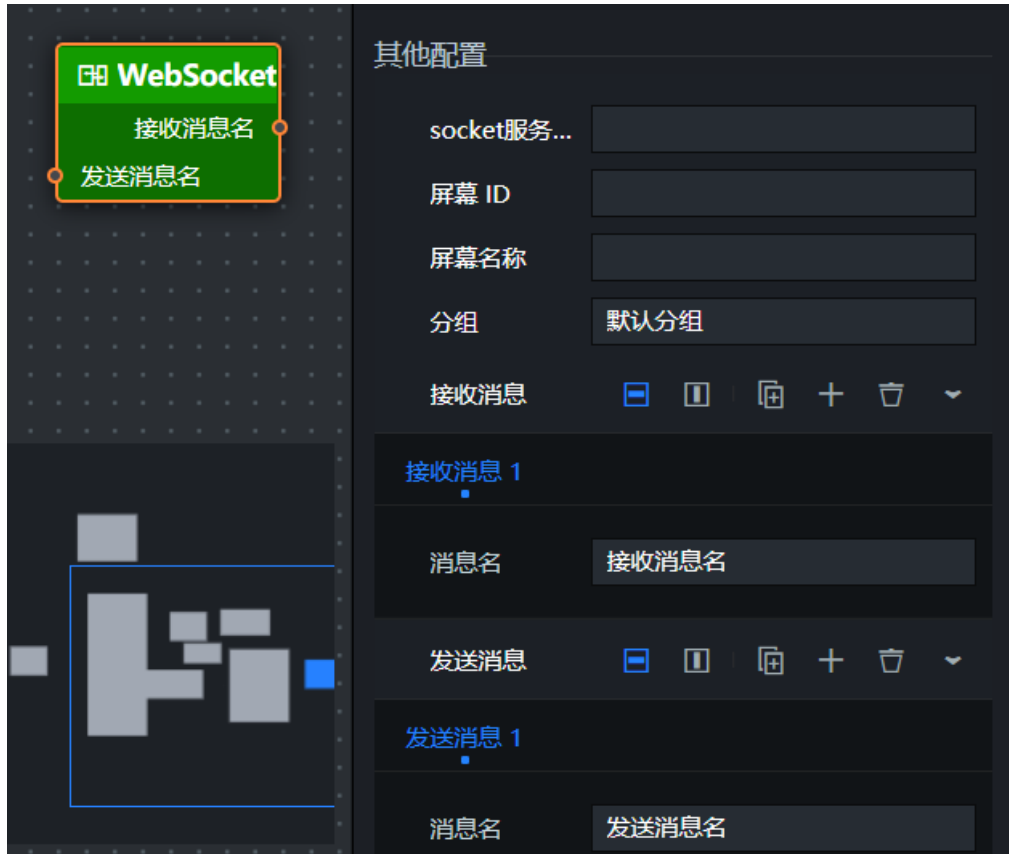 WebSocket
接收消息名
发送消息名
其他配置
socket服务...
屏幕 ID
屏幕名称
分组
默认分组
接收消息
接收消息 1
消息名
接收消息名
发送消息
发送消息 1
消息名
发送消息名